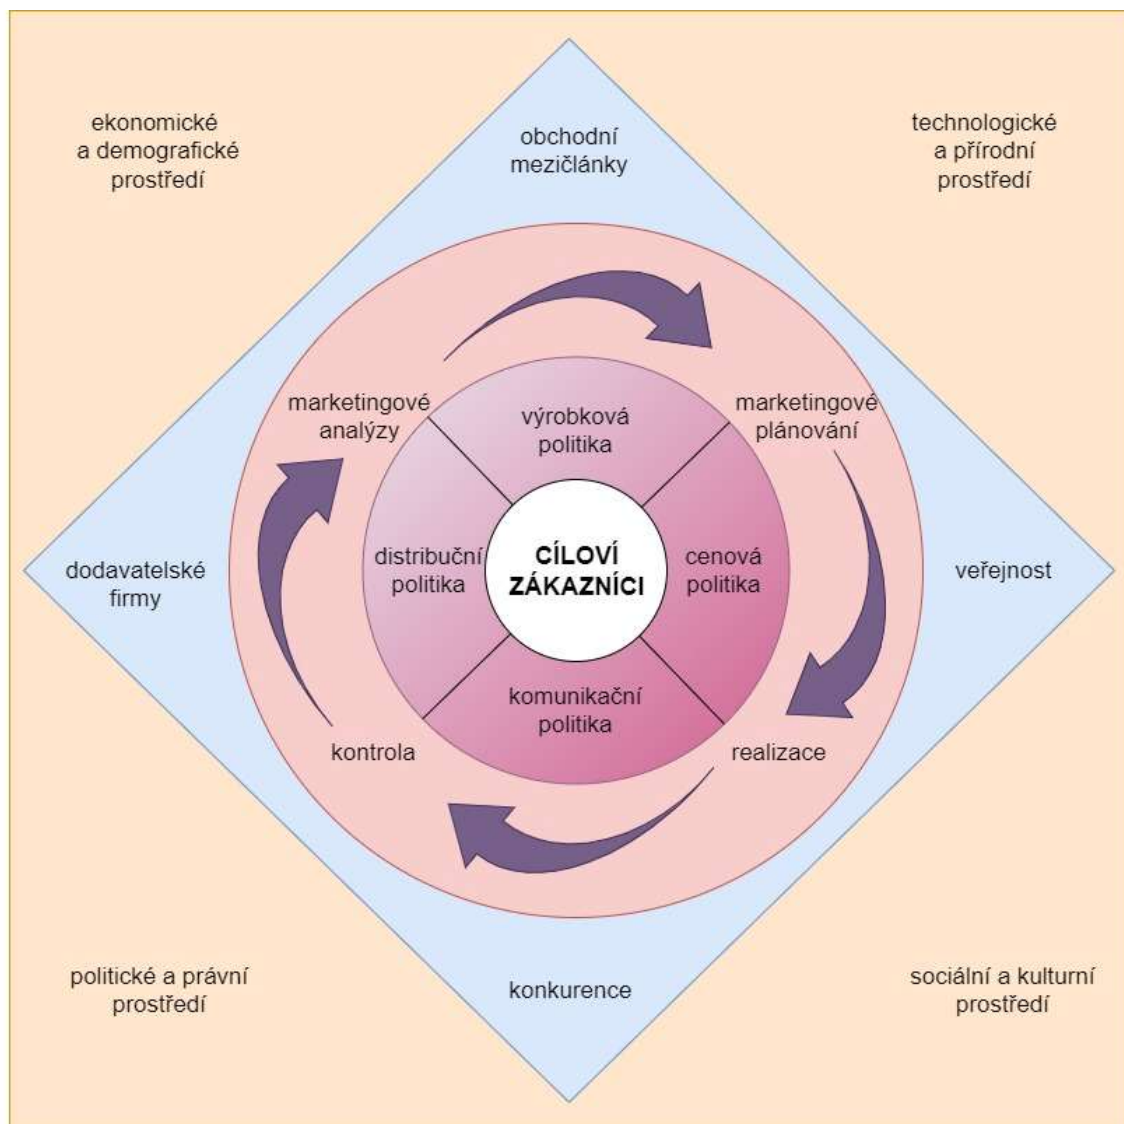 ekonomické
a demografické
prostředí
obchodní
mezičlánky
technologické
a přírodní
prostředí
marketingové
analýzy
výrobková
politika
marketingové
plánování
dodavatelské
firmy
distribuční
politika
CÍLOVÍ
ZÁKAZNÍCI
cenová
politika
veřejnost
komunikační
politika
kontrola
realizace
politické a právní
prostředí
konkurence
sociální a kulturní
prostředí